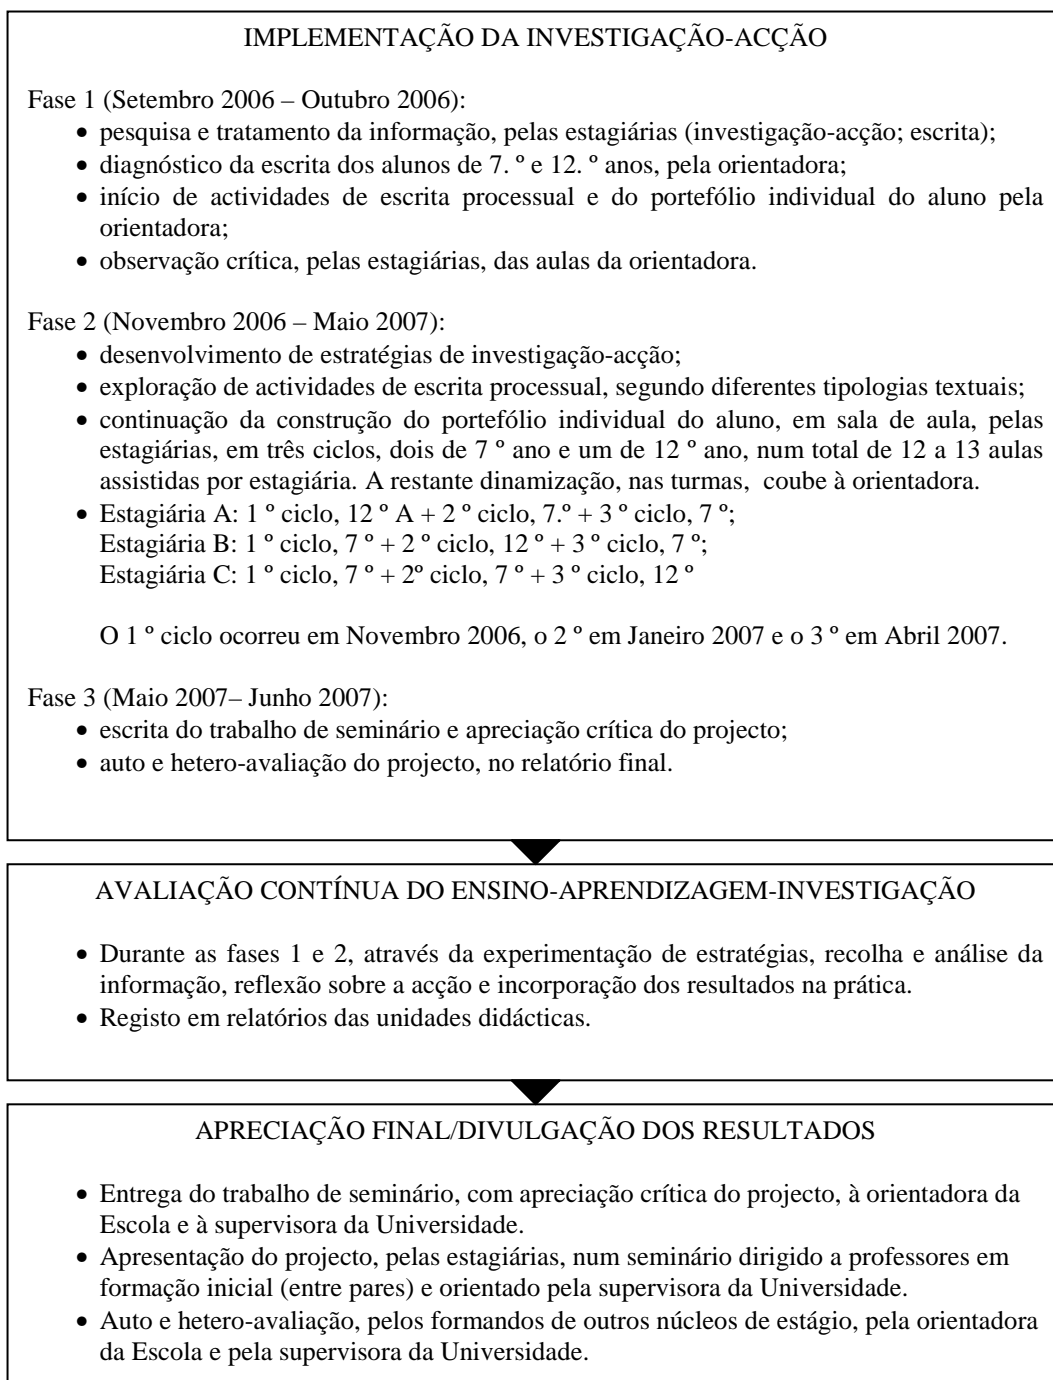 IMPLEMENTAÇÃO DA INVESTIGAÇÃO-ACÇÃO
Fase 1 (Setembro 2006 – Outubro 2006):
• pesquisa e tratamento da informação, pelas estagiárias (investigação-acção; escrita);
• diagnóstico da escrita dos alunos de 7. º e 12. º anos, pela orientadora;
• início de actividades de escrita processual e do portefólio individual do aluno pela
orientadora;
• observação crítica, pelas estagiárias, das aulas da orientadora.
Fase 2 (Novembro 2006 – Maio 2007):
• desenvolvimento de estratégias de investigação-acção;
• exploração de actividades de escrita processual, segundo diferentes tipologias textuais;
• continuação da construção do portefólio individual do aluno, em sala de aula, pelas
estagiárias, em três ciclos, dois de 7 º ano e um de 12 º ano, num total de 12 a 13 aulas
assistidas por estagiária. A restante dinamização, nas turmas, coube à orientadora.
• Estagiária A: 1 º ciclo, 12 º A + 2 º ciclo, 7.º + 3 º ciclo, 7 º;
Estagiária B: 1 º ciclo, 7 º + 2 º ciclo, 12 º + 3 º ciclo, 7 º;
Estagiária C: 1 º ciclo, 7 º + 2º ciclo, 7 º + 3 º ciclo, 12 º
O 1 º ciclo ocorreu em Novembro 2006, o 2 º em Janeiro 2007 e o 3 º em Abril 2007.
Fase 3 (Maio 2007– Junho 2007):
• escrita do trabalho de seminário e apreciação crítica do projecto;
• auto e hetero-avaliação do projecto, no relatório final.
AVALIAÇÃO CONTÍNUA DO ENSINO-APRENDIZAGEM-INVESTIGAÇÃO
• Durante as fases 1 e 2, através da experimentação de estratégias, recolha e análise da
informação, reflexão sobre a acção e incorporação dos resultados na prática.
• Registo em relatórios das unidades didácticas.
APRECIAÇÃO FINAL/DIVULGAÇÃO DOS RESULTADOS
• Entrega do trabalho de seminário, com apreciação crítica do projecto, à orientadora da
Escola e à supervisora da Universidade.
• Apresentação do projecto, pelas estagiárias, num seminário dirigido a professores em
formação inicial (entre pares) e orientado pela supervisora da Universidade.
• Auto e hetero-avaliação, pelos formandos de outros núcleos de estágio, pela orientadora
da Escola e pela supervisora da Universidade.